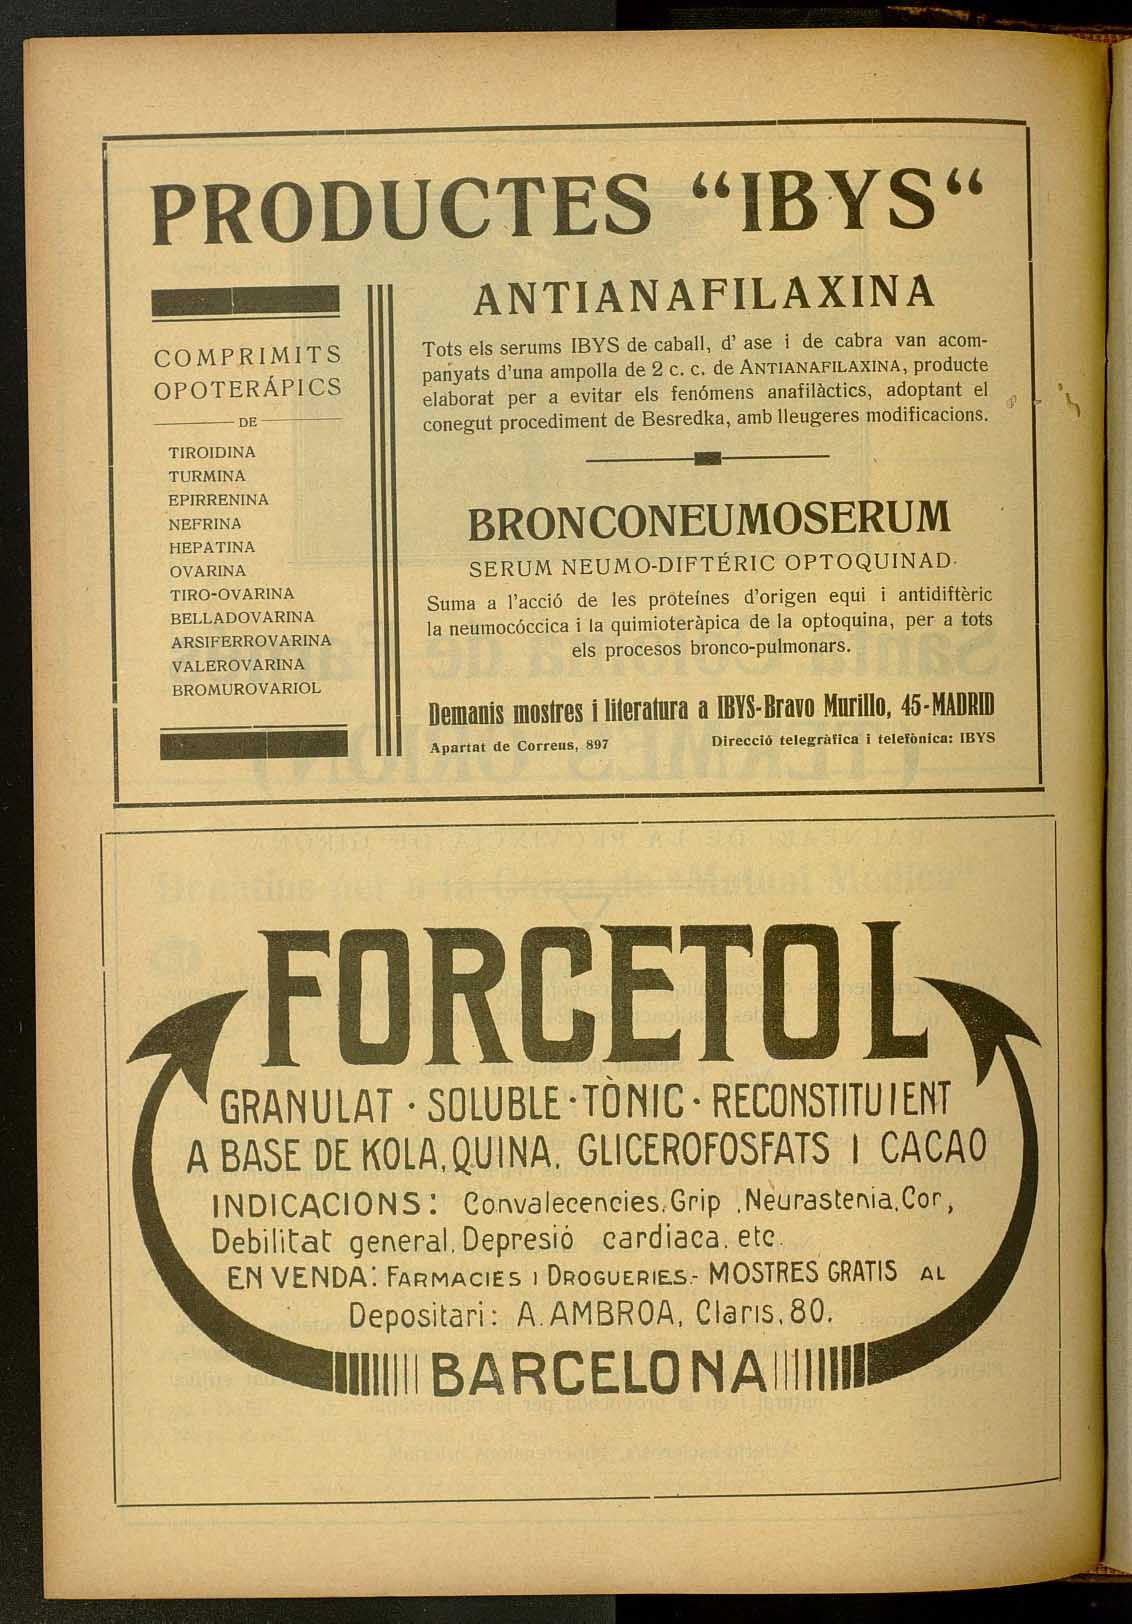 PRODUCTES “IBYS“
COMPRIMITS
OPOTERÁPICS
DE
TIROIDINA
TURMINA
EPIRRENINA
NEFRINA
HEPATINA
OVARINA
TIRO-OVARINA
BELLADOVARINA
ARSIFERROVARINA
VALEROVARINA
BROMUROVARIOL
ANTIANAFILAXINA
Tots els serums IBYS de caball, d' ase i de cabra van acom-
panyats d'una ampolla de 2 c. c. de ANTIANAFILAXINA, producte
elaborat per a evitar els fenómens anafilàctics, adoptant el
conegut procediment de Besredka, amb lleugeres modificacions.
BRONCONEUMOSERUM
SERUM NEUMO-DIFTÉRIC OPTOQUINAD.
Suma a l'acció de les proteínes d'origen equi i antidiftèric
la neumocóccica i la quimioteràpica de la optoquina, per a tots
els procesos bronco-pulmonars.
Demanis mostres i literatura a IBYS-Bravo Murillo, 45-MADRID
Apartat de Correus, 897 Direcció telegràfica i telefònica: IBYS
FORCETOL
GRANULAT · SOLUBLE · TÒNIC · RECONSTITUIENT
A BASE DE KOLA, QUINA, GLICEROFOSFATS I CACAO
INDICACIONS: Convalecencies, Grip, Neurastenia, Cor,
Debilitat general, Depresió cardiaca, etc.
EN VENDA: FARMACIES I DROGUERIES.- MOSTRES GRATIS AL
Depositari: A. AMBROA, Claris, 80.
BARCELONA